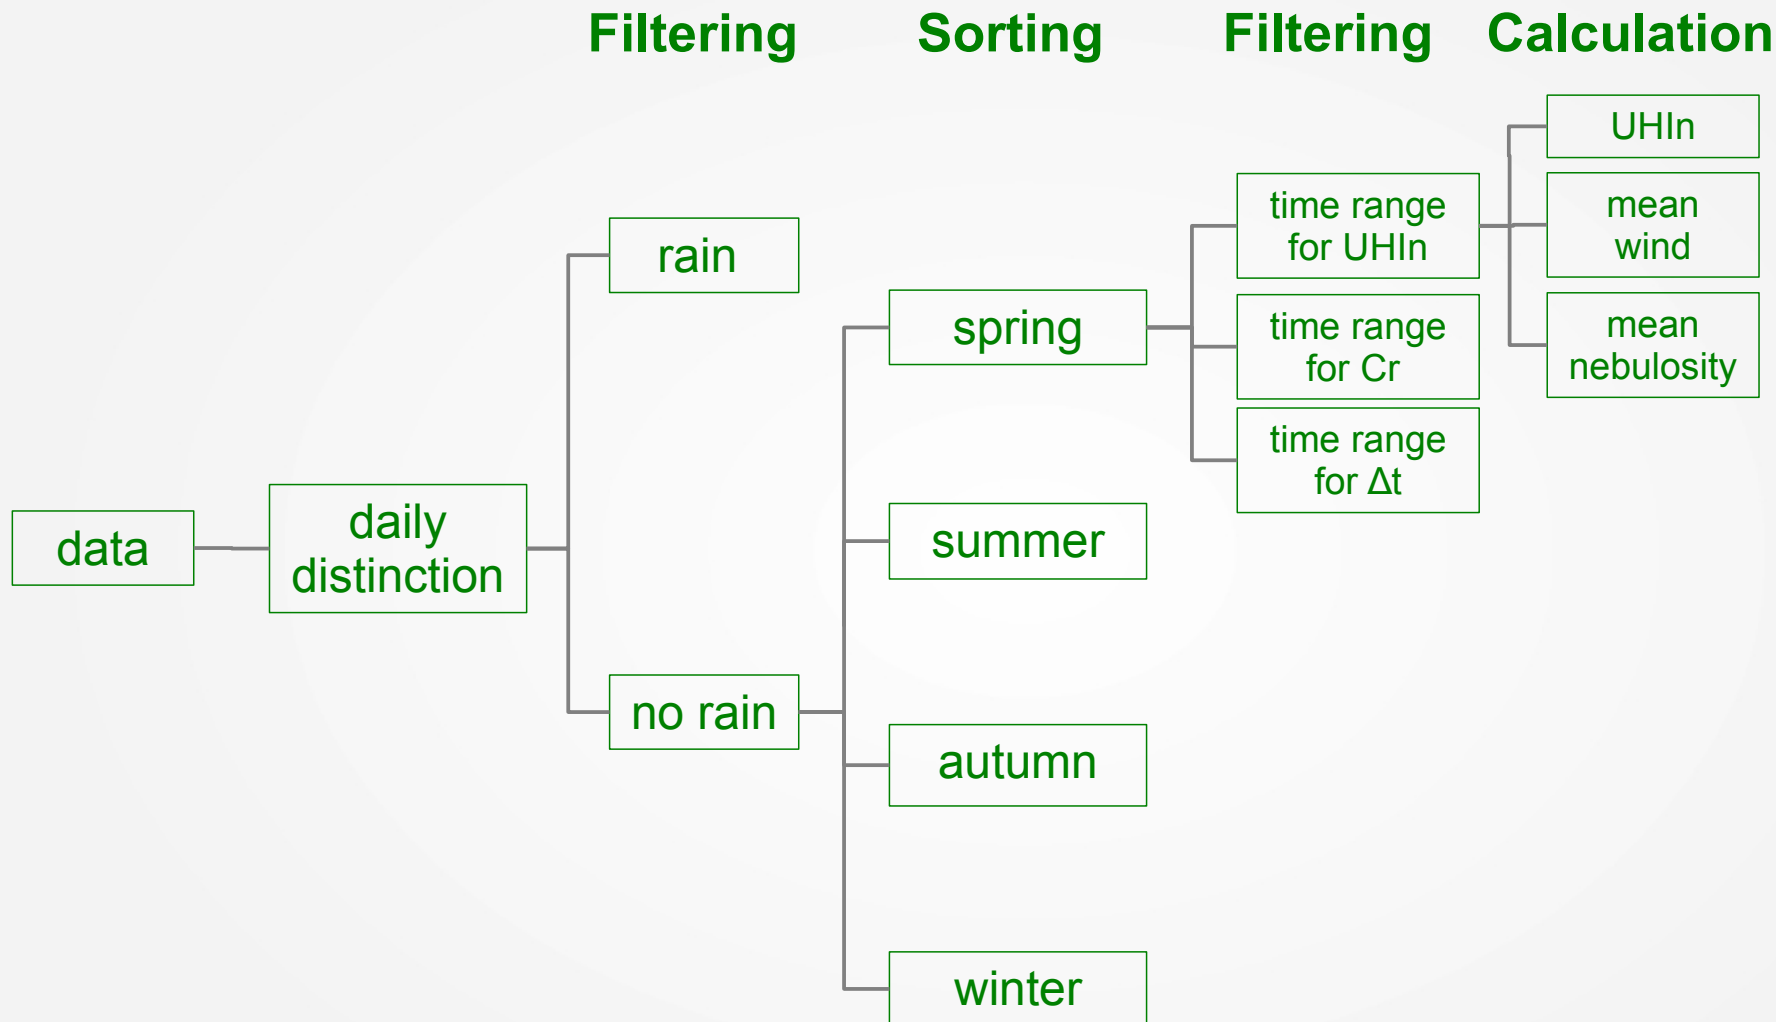 Filtering Sorting Filtering Calculation
data
daily
distinction
rain
no rain
spring
summer
autumn
winter
time range
for UHIn
time range
for Cr
time range
for Δt
UHIn
mean
wind
mean
nebulosity